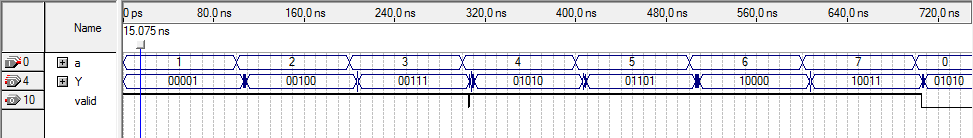 0 ps 80.0 ns 160.0 ns 240.0 ns 320.0 ns 400.0 ns 480.0 ns 560.0 ns 640.0 ns 720.0 ns
Name
15.075 ns
0 a 1 2 3 4 5 6 7 0
4 Y 00001 00100 00111 01010 01101 10000 10011 01010
10 valid